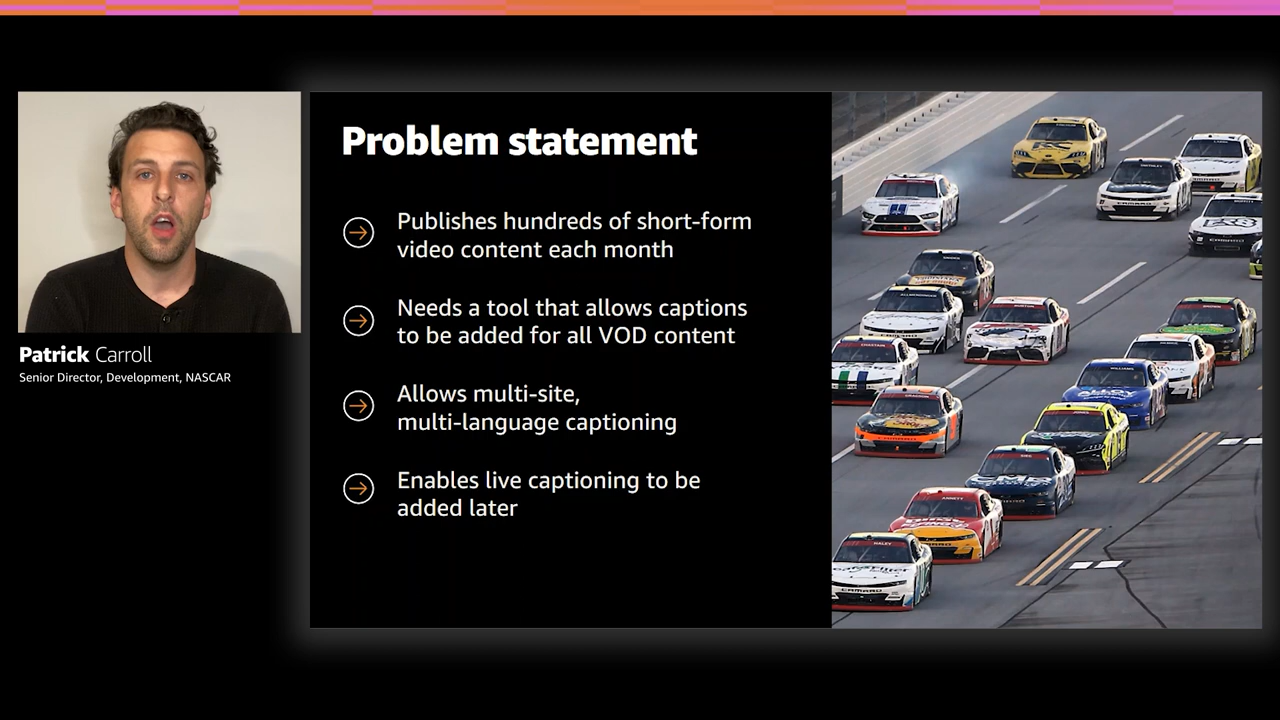 Problem statement
Publishes hundreds of short-form
video content each month
Needs a tool that allows captions
to be added for all VOD content
Allows multi-site,
multi-language captioning
Enables live captioning to be
added later
Patrick Carroll
Senior Director, Development, NASCAR